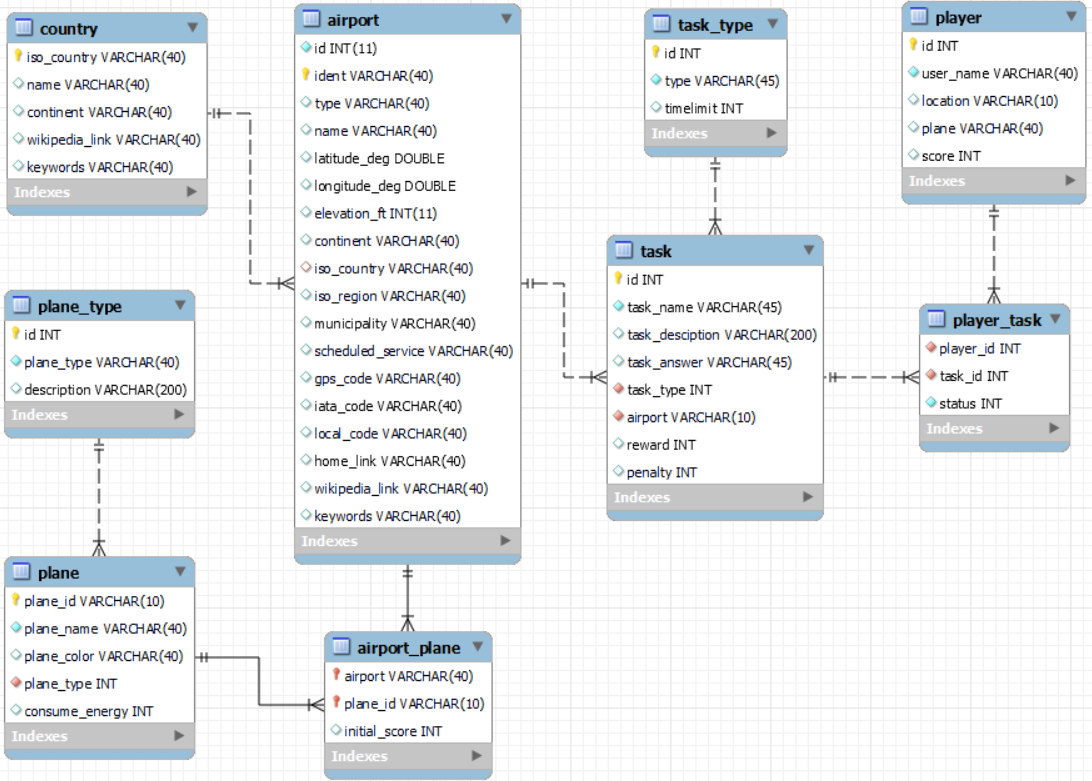 country
iso_country VARCHAR(40)
name VARCHAR(40)
continent VARCHAR(40)
wikipedia_link VARCHAR(40)
keywords VARCHAR(40)
Indexes
airport
id INT(11)
ident VARCHAR(40)
type VARCHAR(40)
name VARCHAR(40)
latitude_deg DOUBLE
longitude_deg DOUBLE
elevation_ft INT(11)
continent VARCHAR(40)
iso_country VARCHAR(40)
iso_region VARCHAR(40)
municipality VARCHAR(40)
scheduled_service VARCHAR(40)
gps_code VARCHAR(40)
iata_code VARCHAR(40)
local_code VARCHAR(40)
home_link VARCHAR(40)
wikipedia_link VARCHAR(40)
keywords VARCHAR(40)
Indexes
task_type
id INT
type VARCHAR(45)
timelimit INT
Indexes
player
id INT
user_name VARCHAR(40)
location VARCHAR(10)
plane VARCHAR(40)
score INT
Indexes
plane_type
id INT
plane_type VARCHAR(40)
description VARCHAR(200)
Indexes
task
id INT
task_name VARCHAR(45)
task_desciption VARCHAR(200)
task_answer VARCHAR(45)
task_type INT
airport VARCHAR(10)
reward INT
penalty INT
Indexes
player_task
player_id INT
task_id INT
status INT
Indexes
plane
plane_id VARCHAR(10)
plane_name VARCHAR(40)
plane_color VARCHAR(40)
plane_type INT
consume_energy INT
Indexes
airport_plane
airport VARCHAR(40)
plane_id VARCHAR(10)
initial_score INT
Indexes